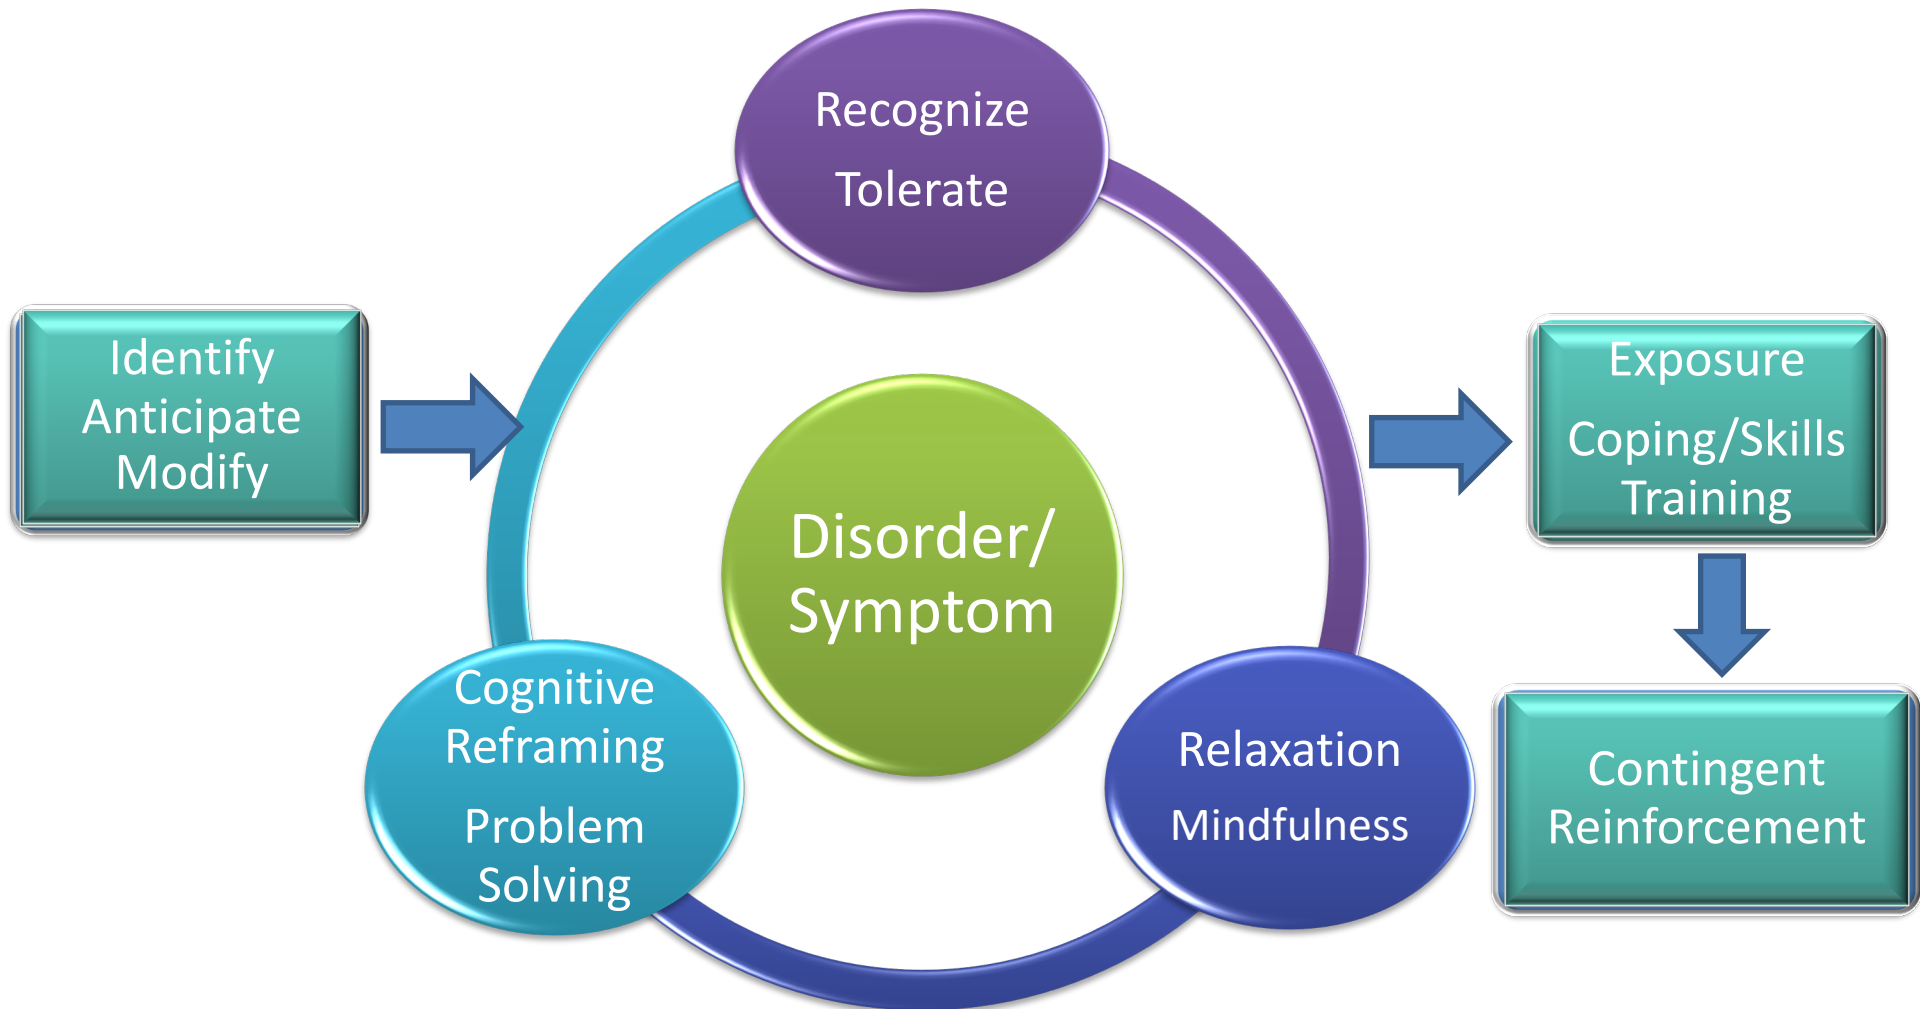 Recognize
Tolerate
Identify
Anticipate
Modify
Exposure
Coping/Skills
Training
Disorder/
Symptom
Cognitive
Reframing
Problem
Solving
Relaxation
Mindfulness
Contingent
Reinforcement